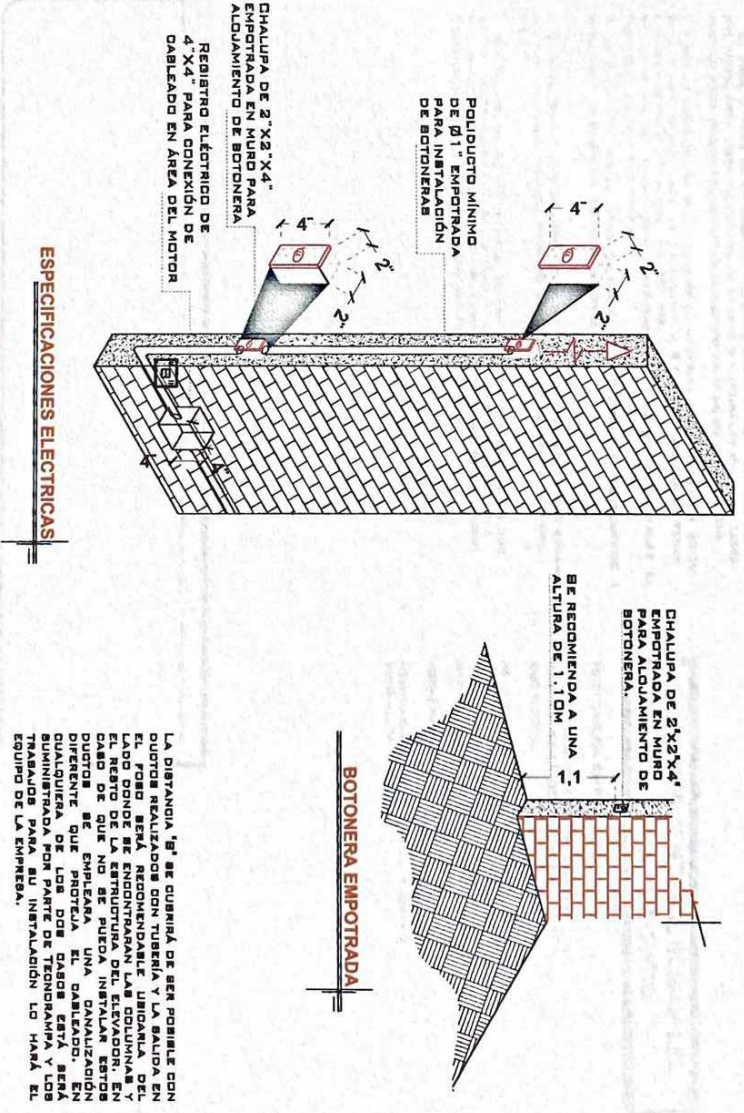 CHALUPA DE 2"X2"X4"
EMPOTRADA EN MURO PARA
ALOJAMIENTO DE BOTONERA
REGISTRO ELÉCTRICO DE
4"X4" PARA CONEXIÓN DE
CABLEADO EN ÁREA DEL MOTOR
POLIDUCTO MÍNIMO
DE Ø1" EMPOTRADA
PARA INSTALACIÓN
DE BOTONERAS
4"
2"
2"
4"
2"
2"
"B"
4"
4"
ESPECIFICACIONES ELECTRICAS
CHALUPA DE 2"X2"X4"
EMPOTRADA EN MURO
PARA ALOJAMIENTO DE
BOTONERA.
SE RECOMIENDA A UNA
ALTURA DE 1.10M
1,1
BOTONERA EMPOTRADA
LA DISTANCIA "B" SE CUBRIRÁ DE SER POSIBLE CON
DUCTOS REALIZADOS CON TUBERÍA Y LA SALIDA EN
EL FOSO SERÁ RECOMENDABLE UBICARLA DEL
LADO DONDE SE ENCONTRARAN LAS COLUMNAS Y
EL RESTO DE LA ESTRUCTURA DEL ELEVADOR. EN
CASO DE QUE NO SE PUEDA INSTALAR ESTOS
DUCTOS SE EMPLEARA UNA CANALIZACIÓN
DIFERENTE QUE PROTEJA EL CABLEADO. EN
CUALQUIERA DE LOS DOS CASOS ESTÁ SERÁ
SUMINISTRADA POR PARTE DE TECNORAMPA Y LOS
TRABAJOS PARA SU INSTALACIÓN LO HARÁ EL
EQUIPO DE LA EMPRESA.